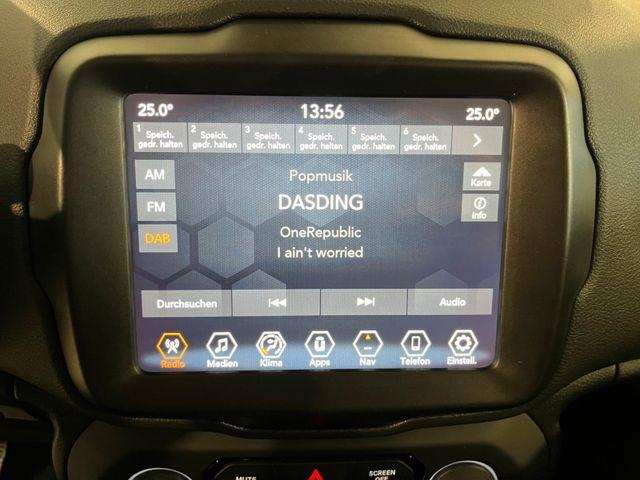 25.0° 13:56 25.0°
1 2 3 4 5 6
Speich. Speich. Speich. Speich. Speich. Speich.
gedr. halten gedr. halten gedr. halten gedr. halten gedr. halten gedr. halten
AM Popmusik Karte
FM DASDING Info
DAB OneRepublic
I ain't worried
Durchsuchen Audio
Radio Medien Klima Apps Nav Telefon Einstell.
MUTE SCREEN
OFF